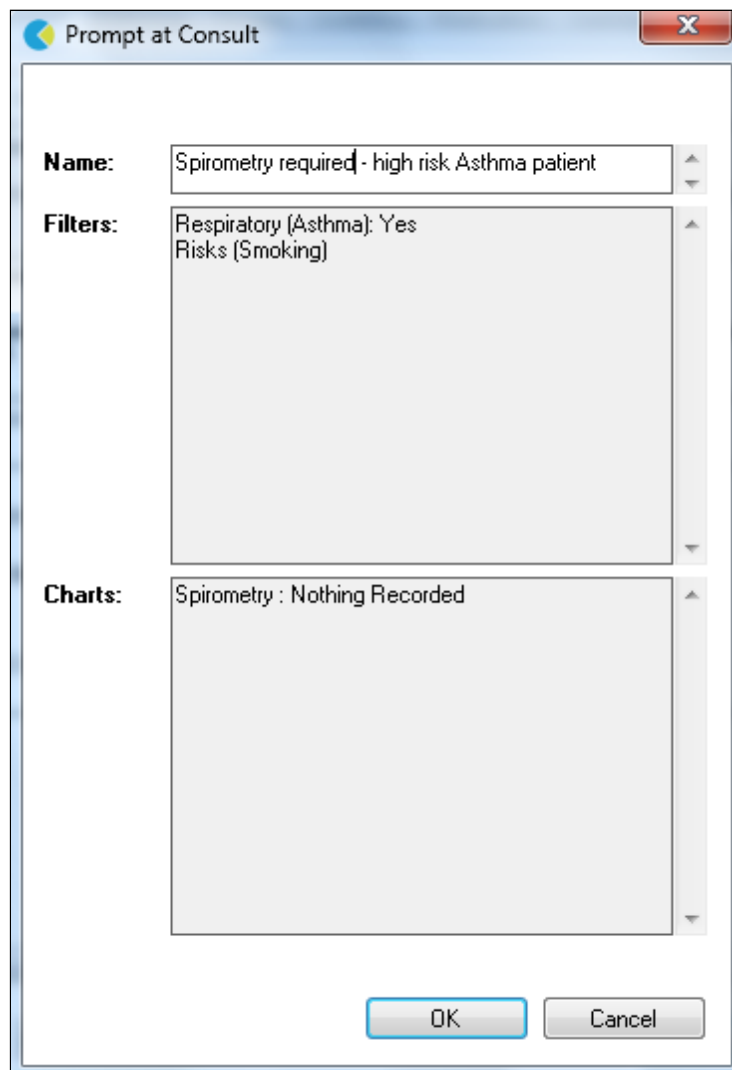 Prompt at Consult
Name:
Spirometry required - high risk Asthma patient
Filters:
Respiratory (Asthma): Yes
Risks (Smoking)
Charts:
Spirometry : Nothing Recorded
OK
Cancel